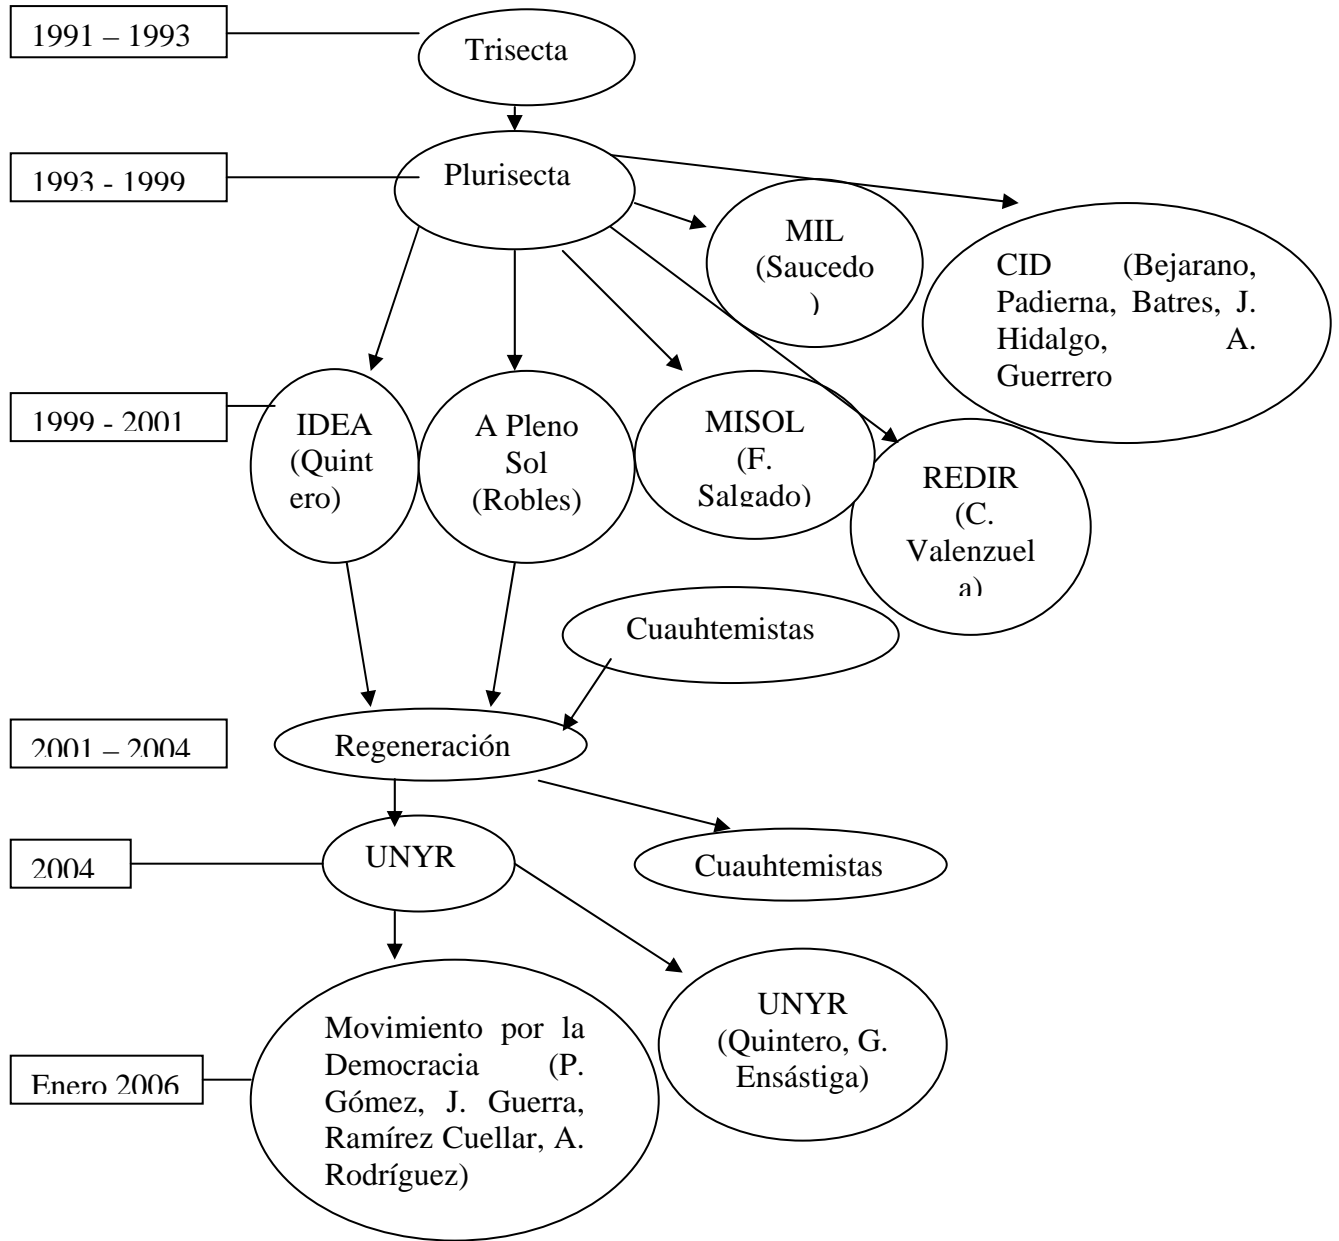 1991 – 1993
Trisecta
1993 - 1999
Plurisecta
MIL
(Saucedo
)
CID (Bejarano,
Padierna, Batres, J.
Hidalgo, A.
Guerrero
1999 - 2001
IDEA
(Quint
ero)
A Pleno
Sol
(Robles)
MISOL
(F.
Salgado)
REDIR
(C.
Valenzuel
a)
Cuauhtemistas
2001 – 2004
Regeneración
2004
UNYR
Cuauhtemistas
Enero 2006
Movimiento por la
Democracia (P.
Gómez, J. Guerra,
Ramírez Cuellar, A.
Rodríguez)
UNYR
(Quintero, G.
Ensástiga)